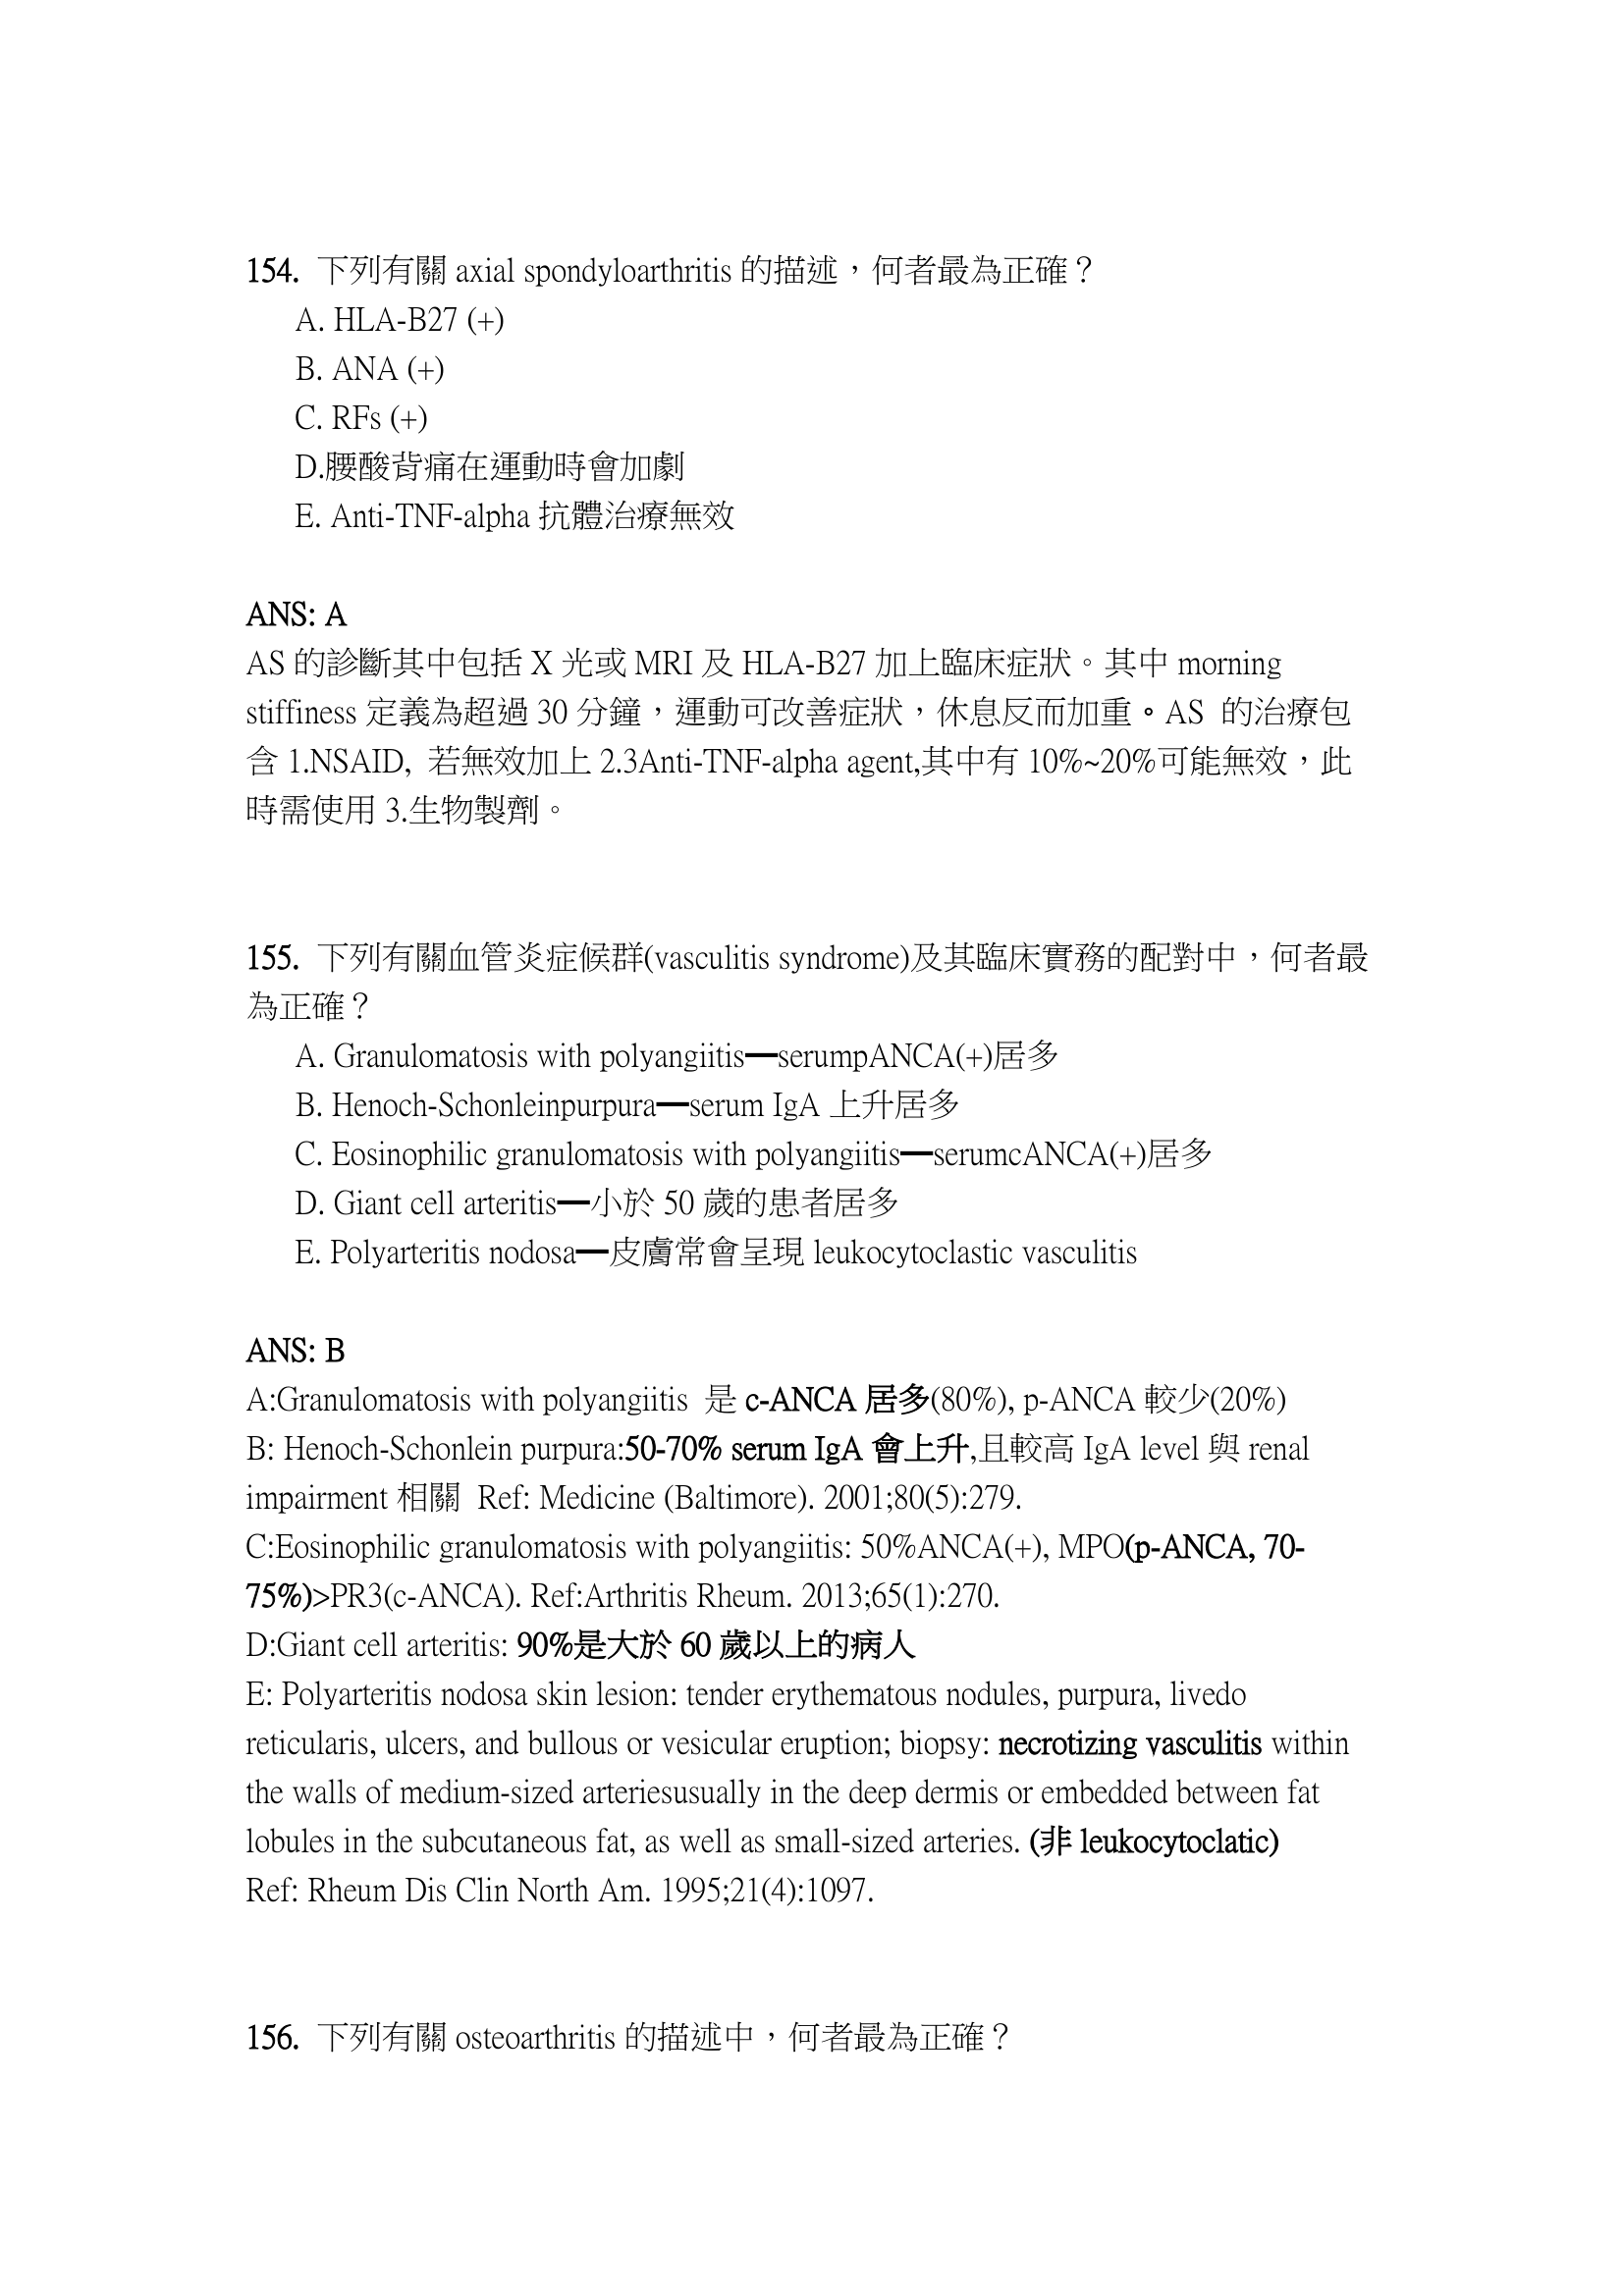 154. 下列有關 axial spondyloarthritis 的描述，何者最為正確？
A. HLA-B27 (+)
B. ANA (+)
C. RFs (+)
D.腰酸背痛在運動時會加劇
E. Anti-TNF-alpha 抗體治療無效
ANS: A
AS 的診斷其中包括 X 光或 MRI 及 HLA-B27 加上臨床症狀。其中 morning
stiffiness 定義為超過 30 分鐘，運動可改善症狀，休息反而加重。AS 的治療包
含 1.NSAID, 若無效加上 2.3Anti-TNF-alpha agent,其中有 10%~20%可能無效，此
時需使用 3.生物製劑。
155. 下列有關血管炎症候群(vasculitis syndrome)及其臨床實務的配對中，何者最
為正確？
A. Granulomatosis with polyangiitis━serumpANCA(+)居多
B. Henoch-Schonleinpurpura━serum IgA 上升居多
C. Eosinophilic granulomatosis with polyangiitis━serumcANCA(+)居多
D. Giant cell arteritis━小於 50 歲的患者居多
E. Polyarteritis nodosa━皮膚常會呈現 leukocytoclastic vasculitis
ANS: B
A:Granulomatosis with polyangiitis 是 c-ANCA 居多(80%), p-ANCA 較少(20%)
B: Henoch-Schonlein purpura:50-70% serum IgA 會上升,且較高 IgA level 與 renal
impairment 相關 Ref: Medicine (Baltimore). 2001;80(5):279.
C:Eosinophilic granulomatosis with polyangiitis: 50%ANCA(+), MPO(p-ANCA, 70-
75%)>PR3(c-ANCA). Ref:Arthritis Rheum. 2013;65(1):270.
D:Giant cell arteritis: 90%是大於 60 歲以上的病人
E: Polyarteritis nodosa skin lesion: tender erythematous nodules, purpura, livedo
reticularis, ulcers, and bullous or vesicular eruption; biopsy: necrotizing vasculitis within
the walls of medium-sized arteriesusually in the deep dermis or embedded between fat
lobules in the subcutaneous fat, as well as small-sized arteries. (非 leukocytoclatic)
Ref: Rheum Dis Clin North Am. 1995;21(4):1097.
156. 下列有關 osteoarthritis 的描述中，何者最為正確？